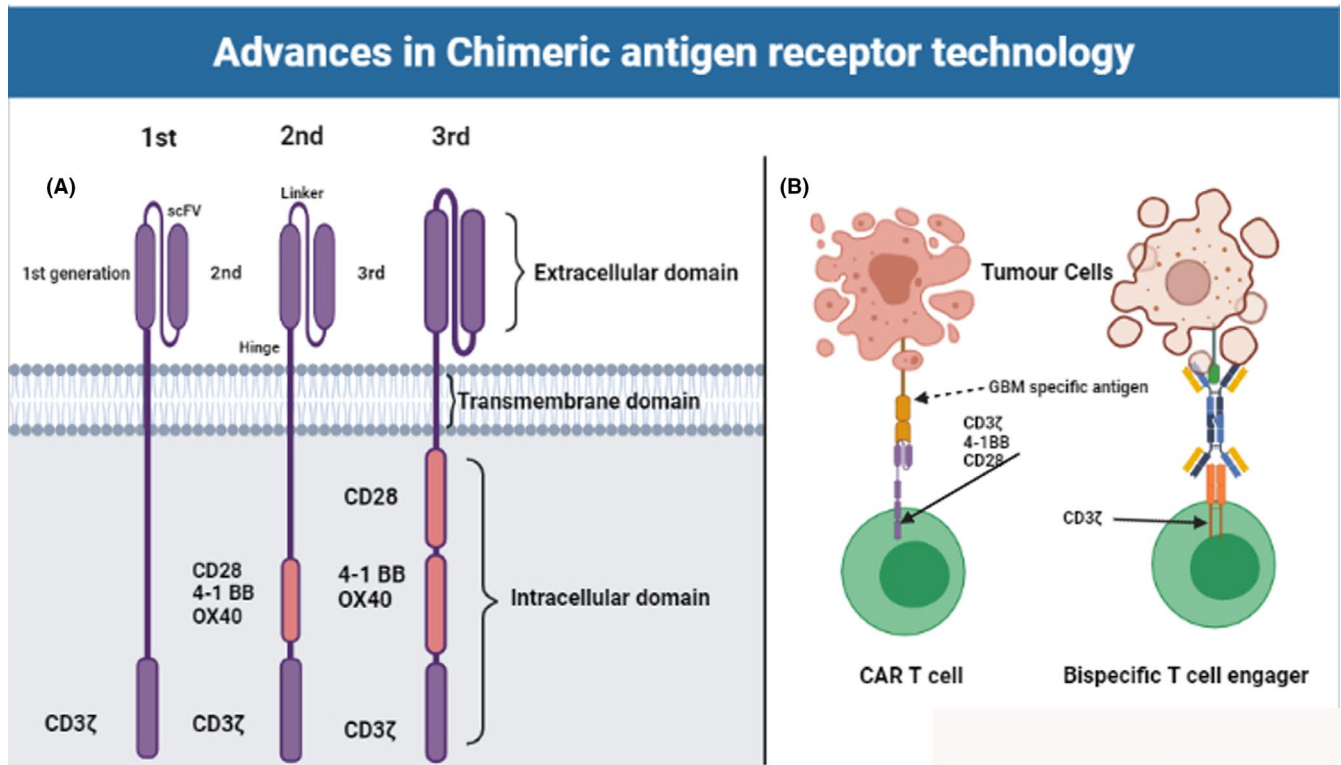 Advances in Chimeric antigen receptor technology
1st
2nd
3rd
(A)
scFV
Linker
1st generation
2nd
3rd
Extracellular domain
Hinge
Transmembrane domain
CD28
CD28
4-1 BB
OX40
4-1 BB
OX40
Intracellular domain
CD3ζ
CD3ζ
CD3ζ
(B)
Tumour Cells
GBM specific antigen
CD3ζ
4-1BB
CD28
CD3ζ
CAR T cell
Bispecific T cell engager